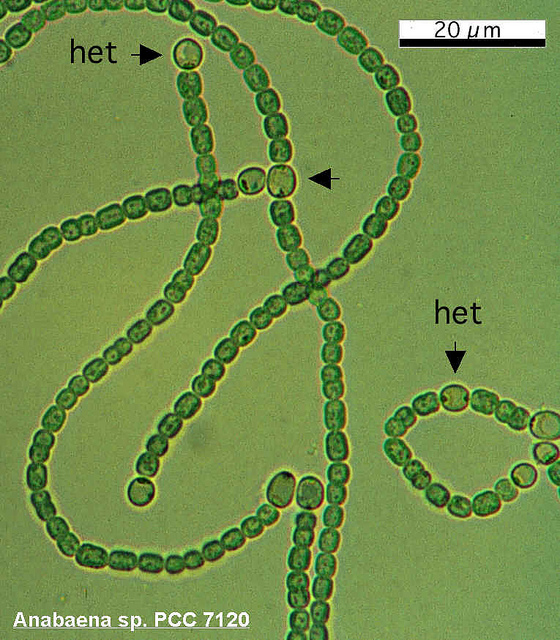 20 µm
het
het
Anabaena sp. PCC 7120